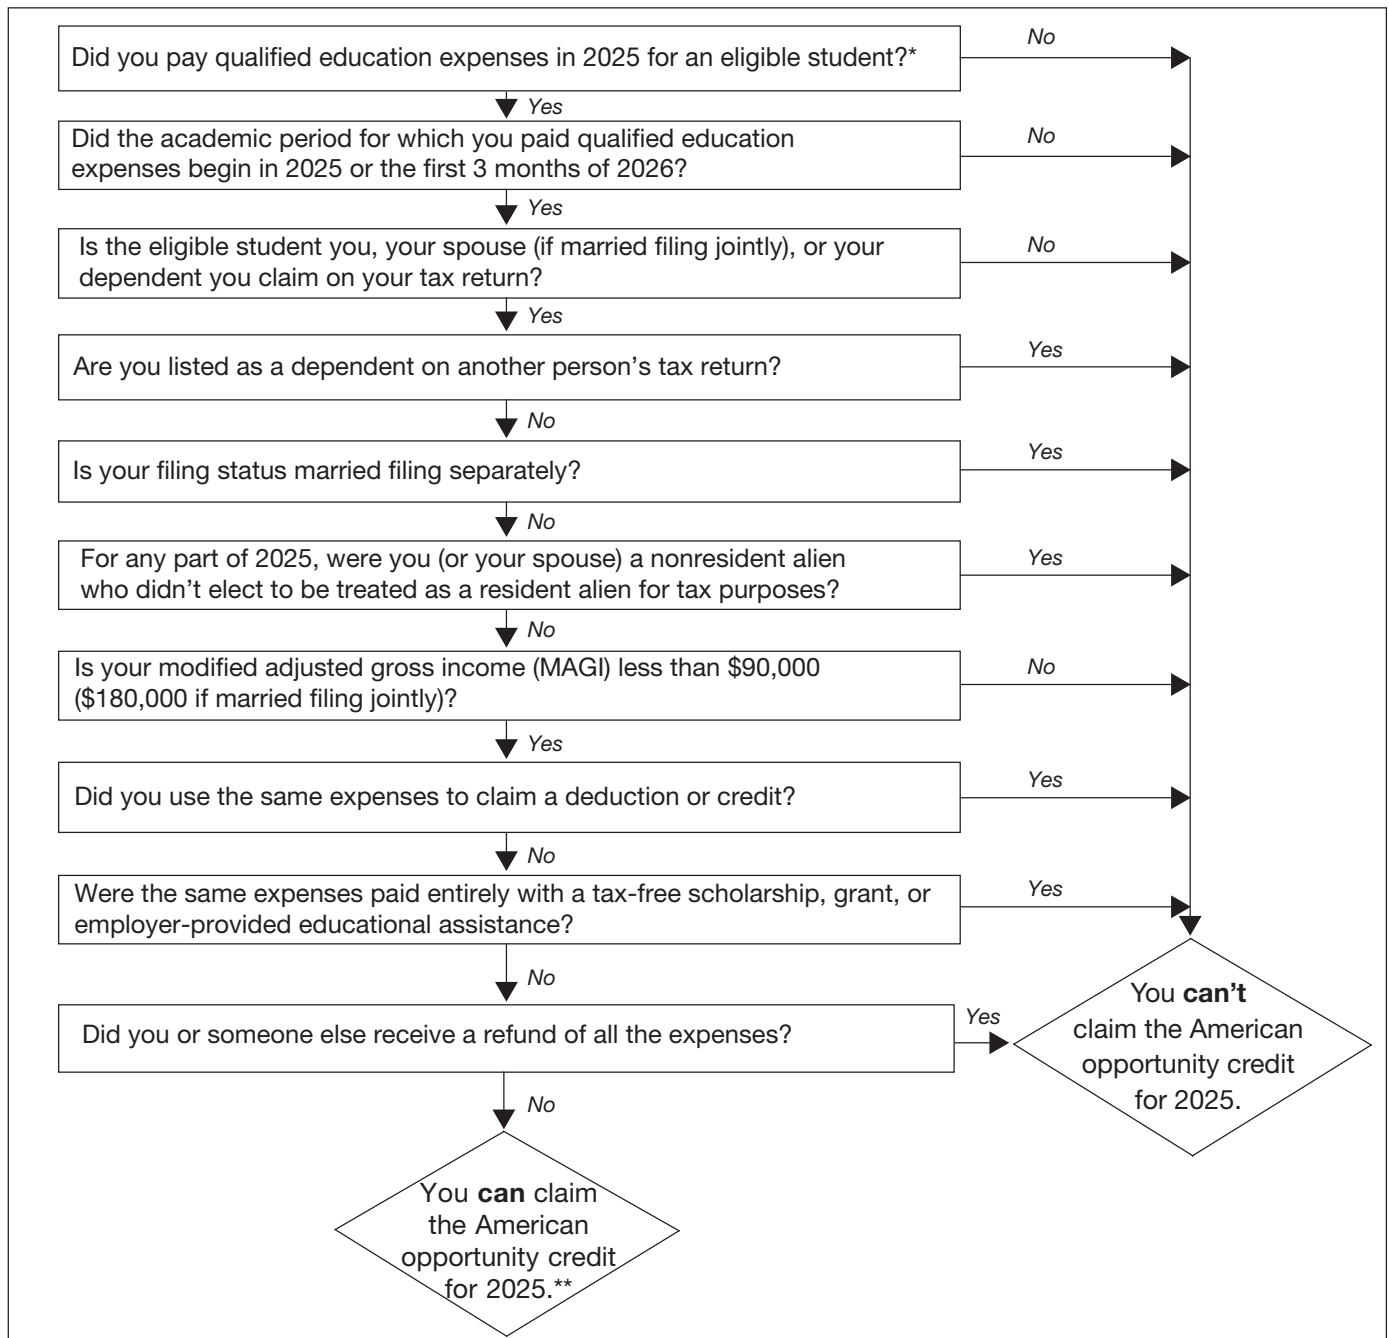 Did you pay qualified education expenses in 2025 for an eligible student?*
No
Yes
Did the academic period for which you paid qualified education
expenses begin in 2025 or the first 3 months of 2026?
No
Yes
Is the eligible student you, your spouse (if married filing jointly), or your
dependent you claim on your tax return?
No
Yes
Are you listed as a dependent on another person’s tax return?
Yes
No
Is your filing status married filing separately?
Yes
No
For any part of 2025, were you (or your spouse) a nonresident alien
who didn’t elect to be treated as a resident alien for tax purposes?
Yes
No
Is your modified adjusted gross income (MAGI) less than $90,000
($180,000 if married filing jointly)?
No
Yes
Did you use the same expenses to claim a deduction or credit?
Yes
No
Were the same expenses paid entirely with a tax-free scholarship, grant, or
employer-provided educational assistance?
Yes
No
Did you or someone else receive a refund of all the expenses?
Yes
You can’t
claim the American
opportunity credit
for 2025.
No
You can claim
the American
opportunity credit
for 2025.**